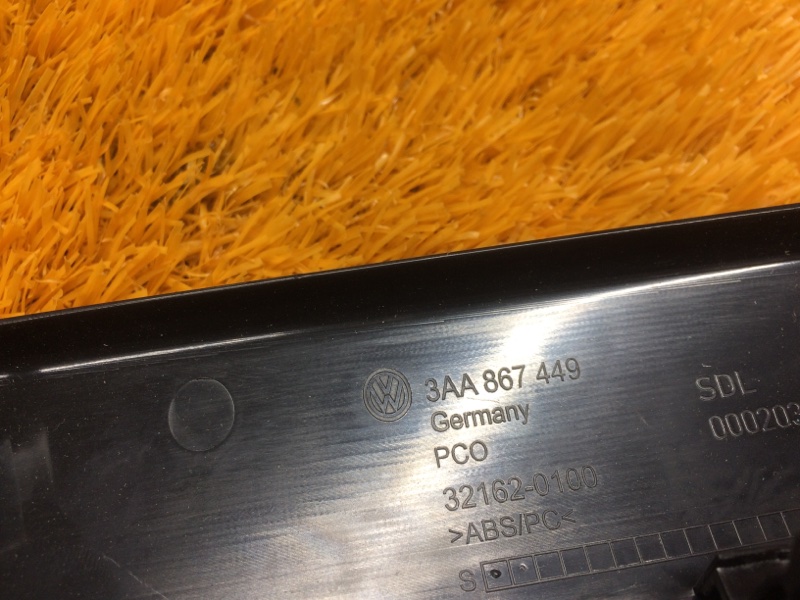 3AA 867 449
Germany
PCO
32162-0100
>ABS/PC<
S
SDL
000203